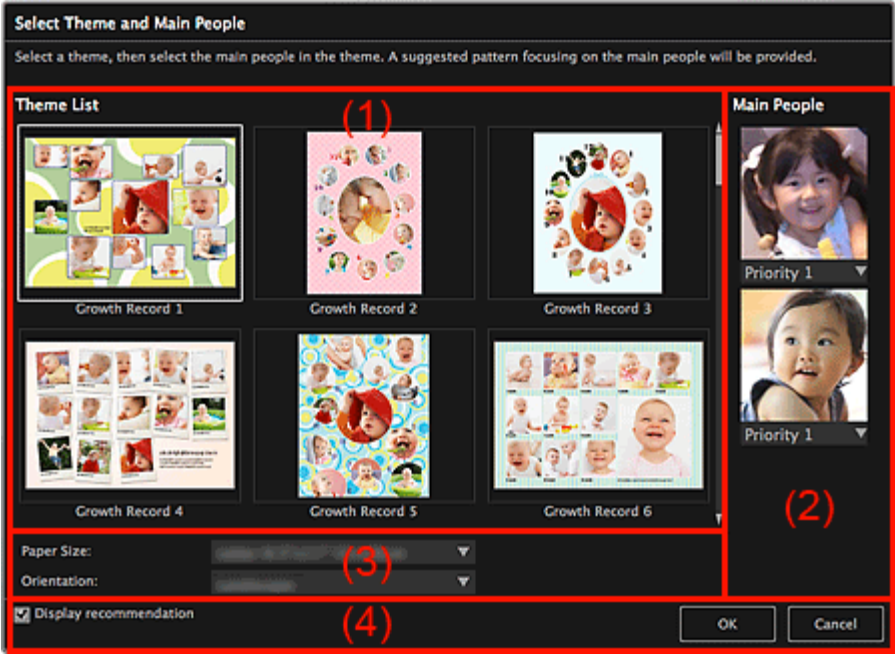 Select Theme and Main People
Select a theme, then select the main people in the theme. A suggested pattern focusing on the main people will be provided.
Theme List
(1)
Main People
Growth Record 1
Growth Record 2
Growth Record 3
Priority 1
Growth Record 4
Growth Record 5
Growth Record 6
Priority 1
(2)
Paper Size:
(3)
Orientation:
Display recommendation
(4)
OK
Cancel